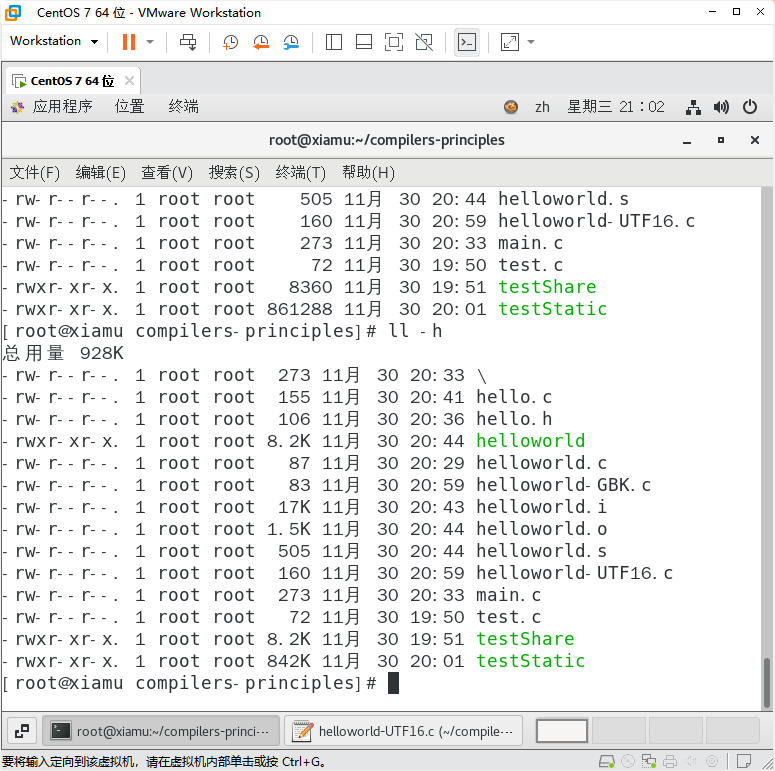 CentOS 7 64 位 - VMware Workstation
Workstation
CentOS 7 64 位
应用程序 位置 终端 zh 星期三 21：02
root@xiamu:~/compilers-principles
文件(F) 编辑(E) 查看(V) 搜索(S) 终端(T) 帮助(H)
-rw-r--r--. 1 root root    505 11月  30 20:44 helloworld.s
-rw-r--r--. 1 root root    160 11月  30 20:59 helloworld-UTF16.c
-rw-r--r--. 1 root root    273 11月  30 20:33 main.c
-rw-r--r--. 1 root root     72 11月  30 19:50 test.c
-rwxr-xr-x. 1 root root   8360 11月  30 19:51 testShare
-rwxr-xr-x. 1 root root 861288 11月  30 20:01 testStatic
[root@xiamu compilers-principles]# ll -h
总用量 928K
-rw-r--r--. 1 root root  273 11月  30 20:33 \
-rw-r--r--. 1 root root  155 11月  30 20:41 hello.c
-rw-r--r--. 1 root root  106 11月  30 20:36 hello.h
-rwxr-xr-x. 1 root root 8.2K 11月  30 20:44 helloworld
-rw-r--r--. 1 root root   87 11月  30 20:29 helloworld.c
-rw-r--r--. 1 root root   83 11月  30 20:59 helloworld-GBK.c
-rw-r--r--. 1 root root  17K 11月  30 20:43 helloworld.i
-rw-r--r--. 1 root root 1.5K 11月  30 20:44 helloworld.o
-rw-r--r--. 1 root root  505 11月  30 20:44 helloworld.s
-rw-r--r--. 1 root root  160 11月  30 20:59 helloworld-UTF16.c
-rw-r--r--. 1 root root  273 11月  30 20:33 main.c
-rw-r--r--. 1 root root   72 11月  30 19:50 test.c
-rwxr-xr-x. 1 root root 8.2K 11月  30 19:51 testShare
-rwxr-xr-x. 1 root root 842K 11月  30 20:01 testStatic
[root@xiamu compilers-principles]#
root@xiamu:~/compilers-princi··· helloworld-UTF16.c (~/compile···
要将输入定向到该虚拟机，请在虚拟机内部单击或按 Ctrl+G。